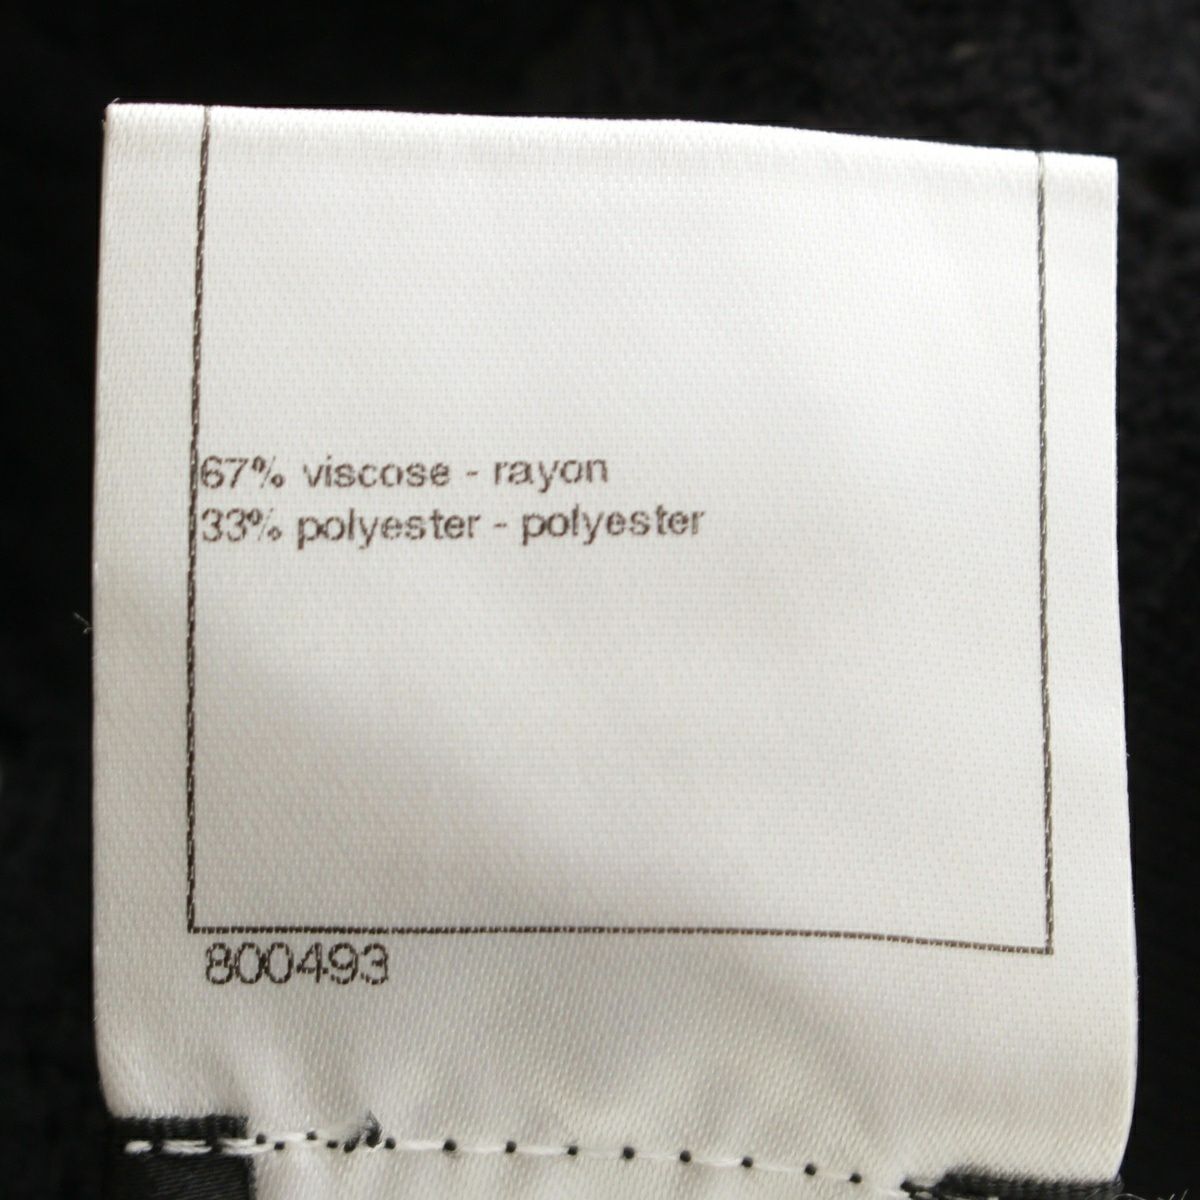 67% viscose - rayon
33% polyester - polyester
800493